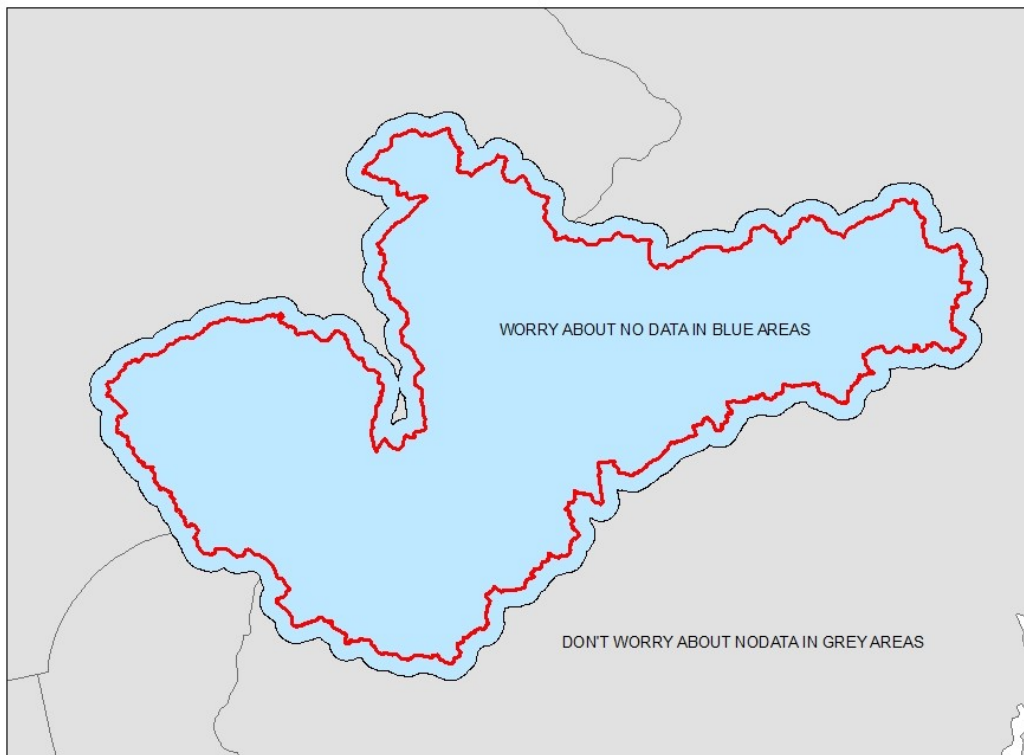 WORRY ABOUT NO DATA IN BLUE AREAS
DON'T WORRY ABOUT NODATA IN GREY AREAS